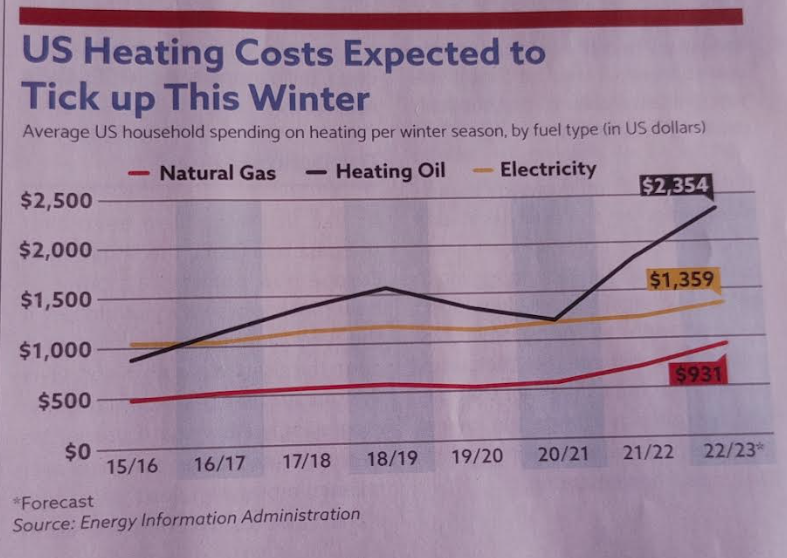 US Heating Costs Expected to
Tick up This Winter
Average US household spending on heating per winter season, by fuel type (in US dollars)
Natural Gas Heating Oil Electricity
$2,500
$2,354
$2,000
$1,359
$1,500
$1,000
$931
$500
$0
15/16 16/17 17/18 18/19 19/20 20/21 21/22 22/23*
*Forecast
Source: Energy Information Administration